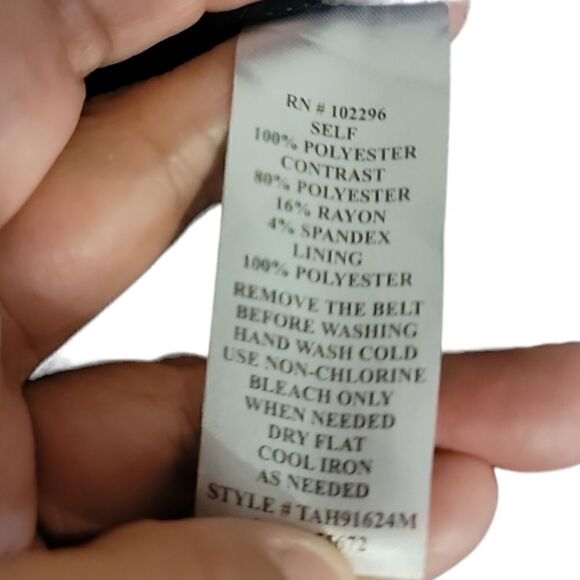 RN # 102296
SELF
100% POLYESTER
CONTRAST
80% POLYESTER
16% RAYON
4% SPANDEX
LINING
100% POLYESTER
REMOVE THE BELT
BEFORE WASHING
HAND WASH COLD
USE NON-CHLORINE
BLEACH ONLY
WHEN NEEDED
DRY FLAT
COOL IRON
AS NEEDED
STYLE # TAH91624M